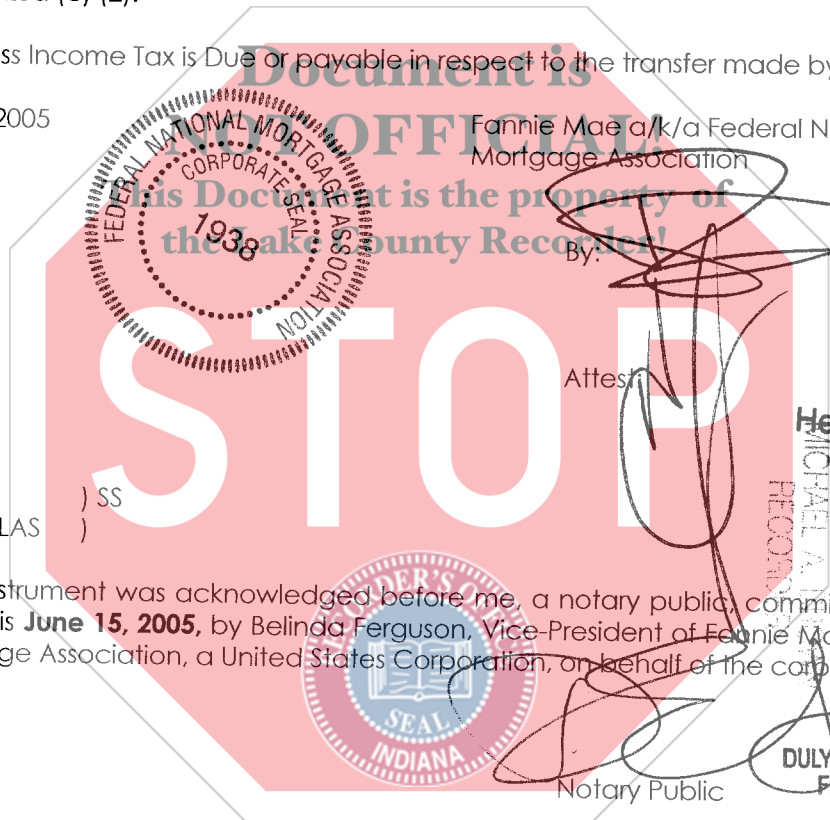 ss Income Tax is Due or payable in respect to the transfer made by
Document is
2005
NOT OFFICIAL!
Fannie Mae a/k/a Federal N
Mortgage Association
FEDERAL NATIONAL MORTGAGE ASSOCIATION
CORPORATE SEAL
1938
This Document is the property of
the Lake County Recorder!
By:
STOP
Attest:
He
MICHAEL A.
) SS
LAS )
strument was acknowledged before me, a notary public, commi
is June 15, 2005, by Belinda Ferguson, Vice-President of Fannie Ma
ge Association, a United States Corporation, on behalf of the corp
SEAL
INDIANA
DULY
Notary Public